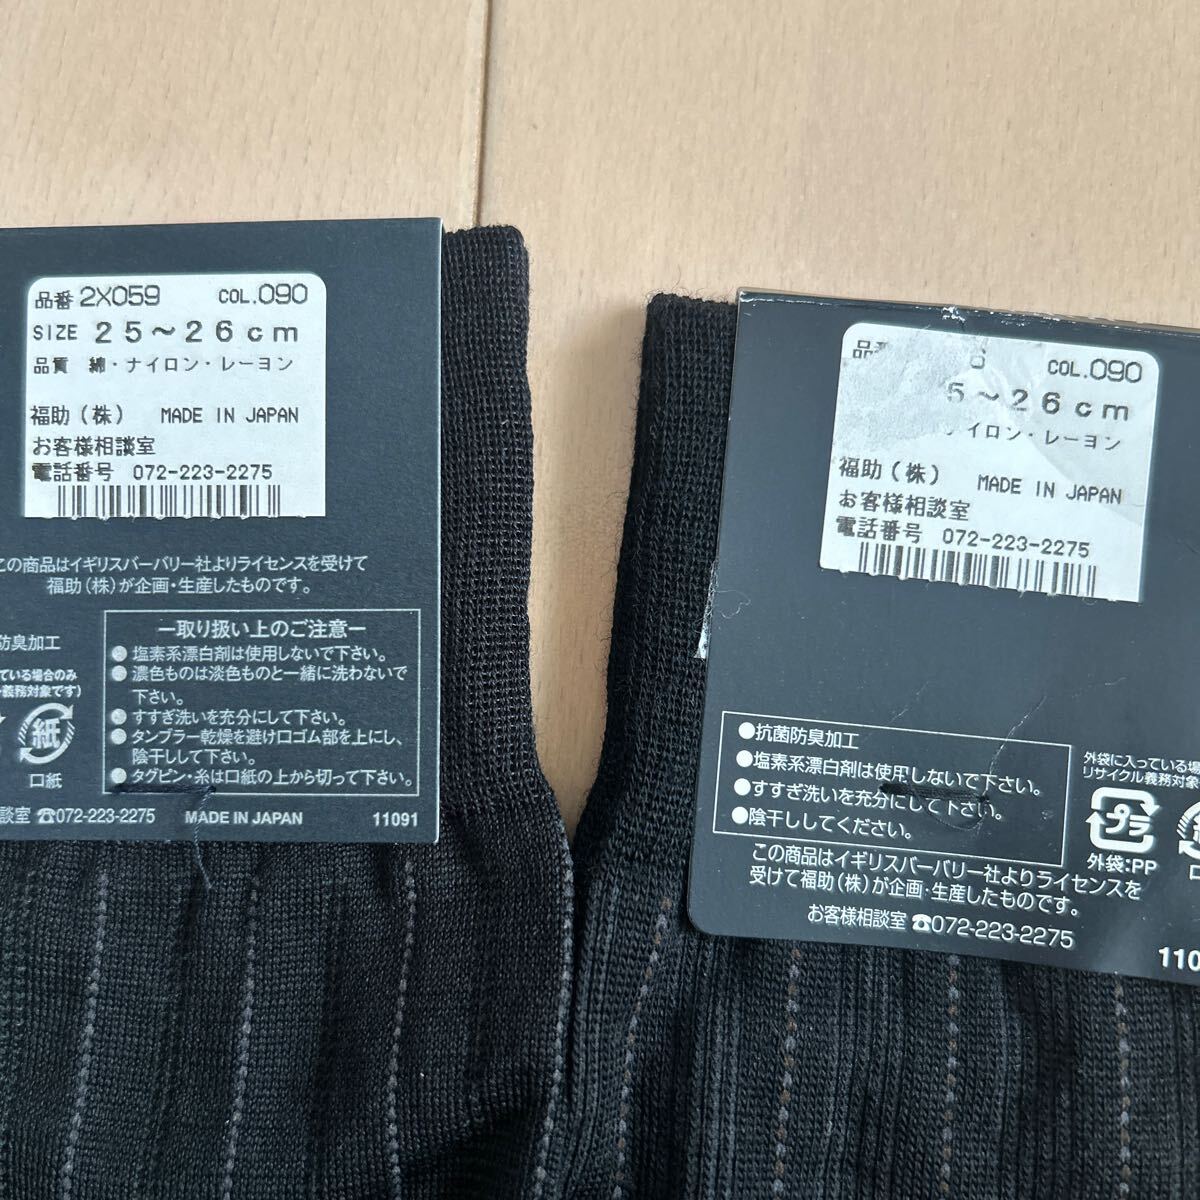 品番 2X059 COL.090
SIZE 25～26cm
品質 綿・ナイロン・レーヨン
福助(株) MADE IN JAPAN
お客様相談室
電話番号 072-223-2275
この商品はイギリスバーバリー社よりライセンスを受けて
福助(株)が企画・生産したものです。
防臭加工
ている場合のみ
義務対象です)
紙
口紙
ー取り扱い上のご注意ー
●塩素系漂白剤は使用しないで下さい。
●濃色ものは淡色ものと一緒に洗わないで
下さい。
●すすぎ洗いを充分にして下さい。
●タンブラー乾燥を避け口ゴム部を上にし、
陰干しして下さい。
●タグピン・糸は口紙の上から切って下さい。
談室 ☎072-223-2275 MADE IN JAPAN 11091
品番 6 COL.090
5～26cm
ナイロン・レーヨン
福助(株) MADE IN JAPAN
お客様相談室
電話番号 072-223-2275
●抗菌防臭加工
●塩素系漂白剤は使用しないで下さい。
●すすぎ洗いを充分にして下さい。
●陰干ししてください。
外袋に入っている場
リサイクル義務対象
プラ
外袋:PP
口
この商品はイギリスバーバリー社よりライセンスを
受けて福助(株)が企画・生産したものです。
お客様相談室 ☎072-223-2275
110